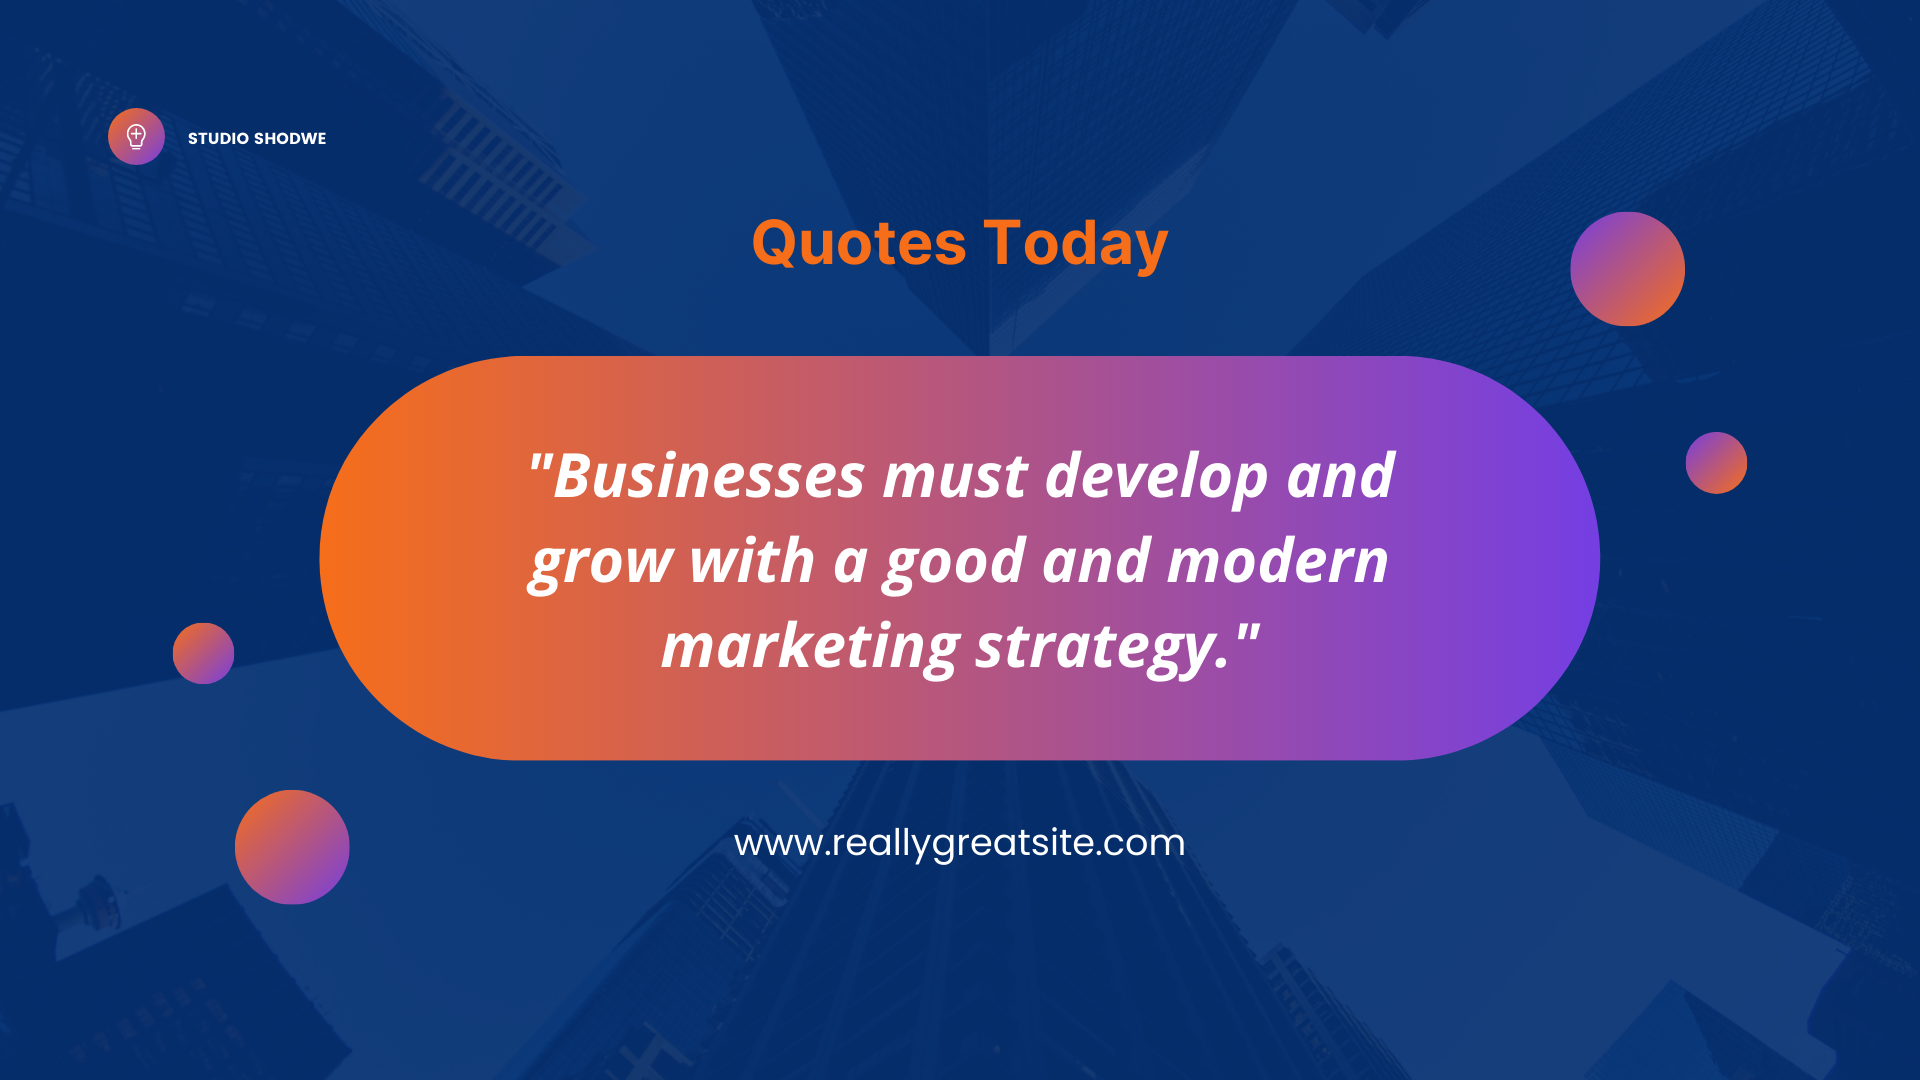 STUDIO SHODWE
Quotes Today
"Businesses must develop and
grow with a good and modern
marketing strategy."
www.reallygreatsite.com